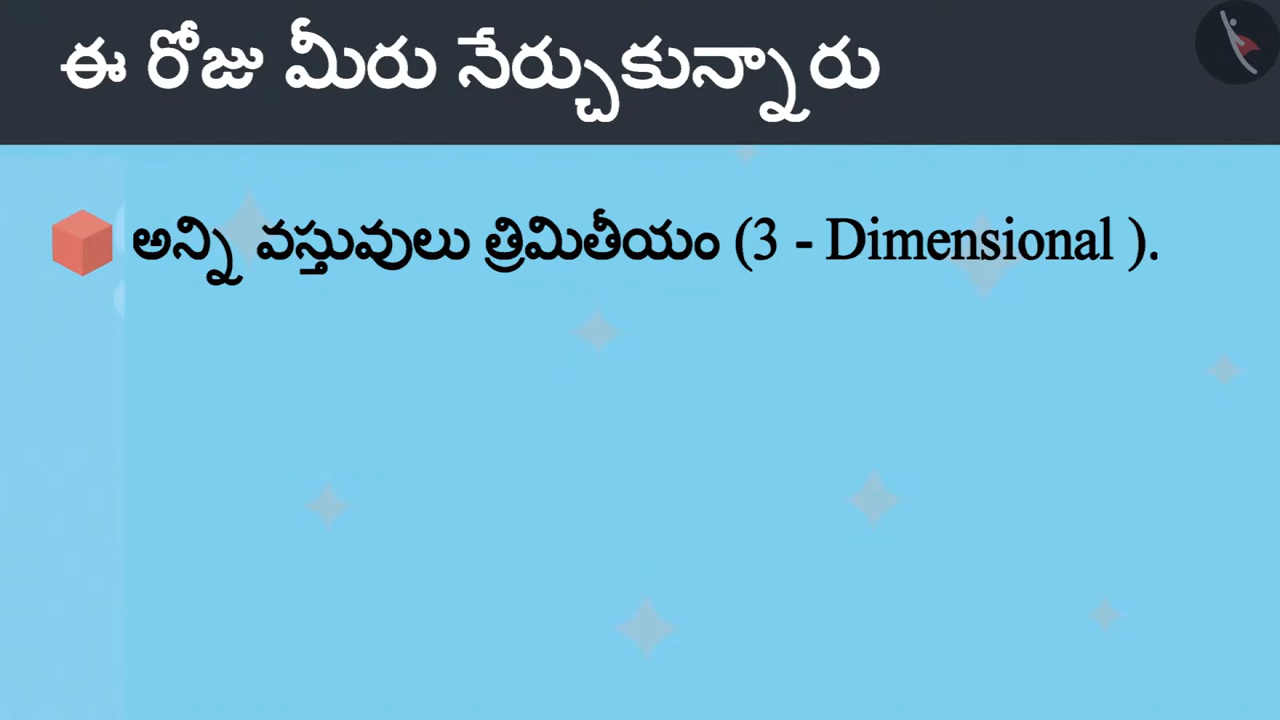 ఈ రోజు మీరు నేర్చుకున్నారు
అన్ని వస్తువులు త్రిమితీయం (3 - Dimensional ).